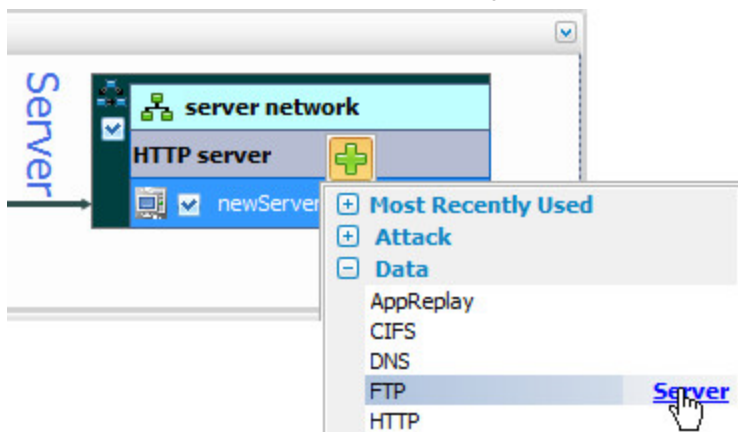 Server
server network
HTTP server
newServer
Most Recently Used
Attack
Data
AppReplay
CIFS
DNS
FTP Server
HTTP